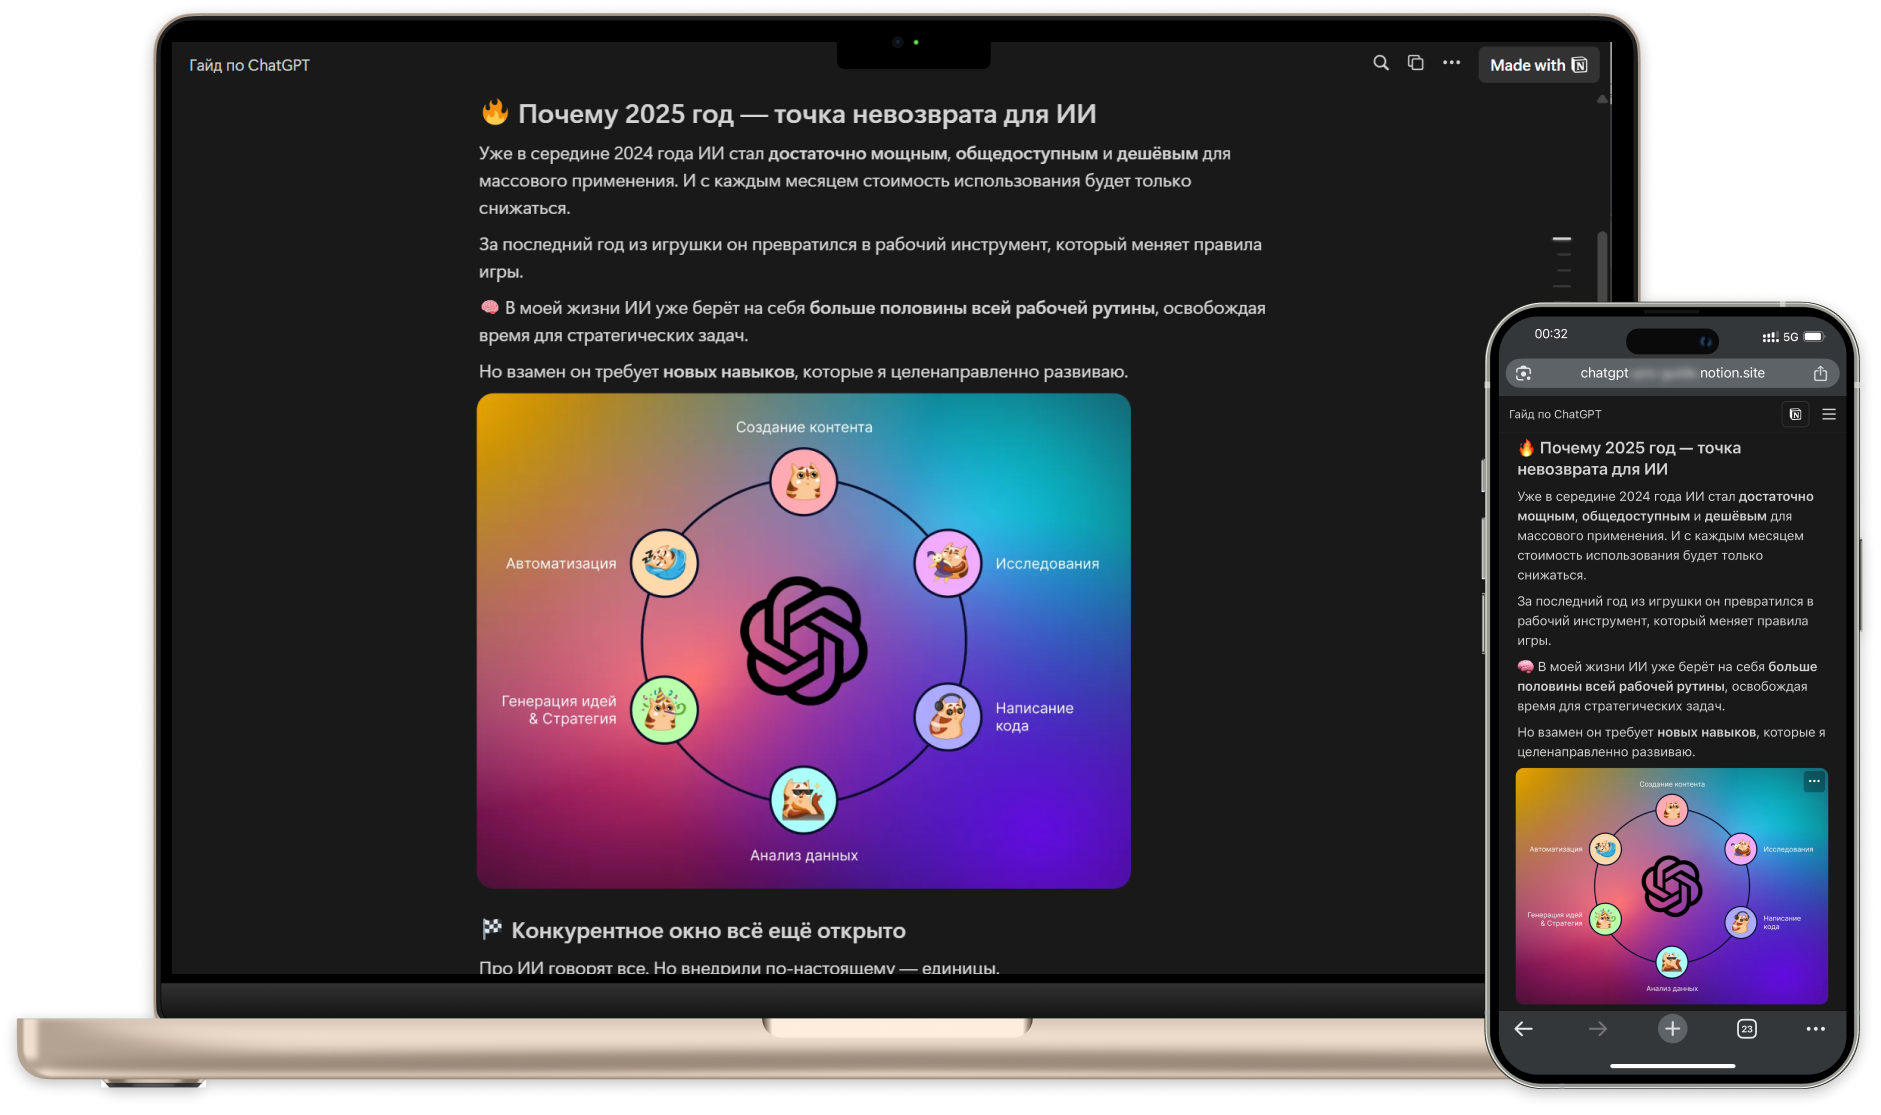 Гайд по ChatGPT
Made with
🔥 Почему 2025 год — точка невозврата для ИИ
Уже в середине 2024 года ИИ стал достаточно мощным, общедоступным и дешёвым для
массового применения. И с каждым месяцем стоимость использования будет только
снижаться.
За последний год из игрушки он превратился в рабочий инструмент, который меняет правила
игры.
🧠 В моей жизни ИИ уже берёт на себя больше половины всей рабочей рутины, освобождая
время для стратегических задач.
Но взамен он требует новых навыков, которые я целенаправленно развиваю.
Создание контента
Автоматизация
Исследования
Генерация идей
& Стратегия
Написание
кода
Анализ данных
🏁 Конкурентное окно всё ещё открыто
Про ИИ говорят все. Но внедрили по-настоящему — единицы.
00:32
5G
chatgpt
notion.site
Гайд по ChatGPT
🔥 Почему 2025 год — точка
невозврата для ИИ
Уже в середине 2024 года ИИ стал достаточно
мощным, общедоступным и дешёвым для
массового применения. И с каждым месяцем
стоимость использования будет только
снижаться.
За последний год из игрушки он превратился в
рабочий инструмент, который меняет правила
игры.
🧠 В моей жизни ИИ уже берёт на себя больше
половины всей рабочей рутины, освобождая
время для стратегических задач.
Но взамен он требует новых навыков, которые я
целенаправленно развиваю.
Создание контента
Автоматизация
Исследования
Генерация идей
& Стратегия
Написание
кода
Анализ данных
23